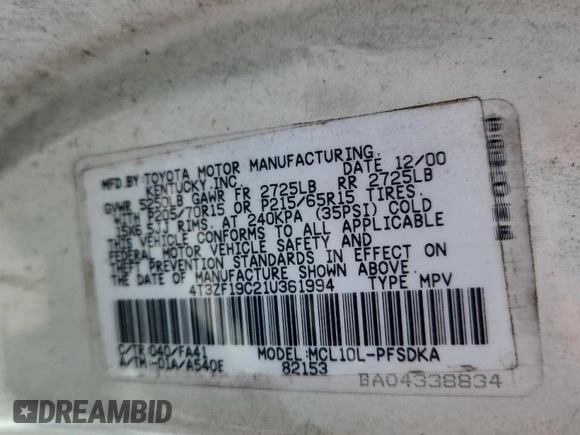 MFD.BY TOYOTA MOTOR MANUFACTURING,
KENTUCKY,INC. DATE 12/00
GVWR 5250LB GAWR FR 2725LB RR 2725LB
WITH P205/70R15 OR P215/65R15 TIRES,
15X6.5JJ RIMS, AT 240KPA (35PSI) COLD
THIS VEHICLE CONFORMS TO ALL APPLICABLE
FEDERAL MOTOR VEHICLE SAFETY AND
THEFT PREVENTION STANDARDS IN EFFECT ON
THE DATE OF MANUFACTURE SHOWN ABOVE.
4T3ZF19C21U361994 TYPE MPV
C/TR:040/FA41 MODEL:MCL10L-PFSDKA
A/TM:-01A/A540E 82153
BA04338834
DREAMBID